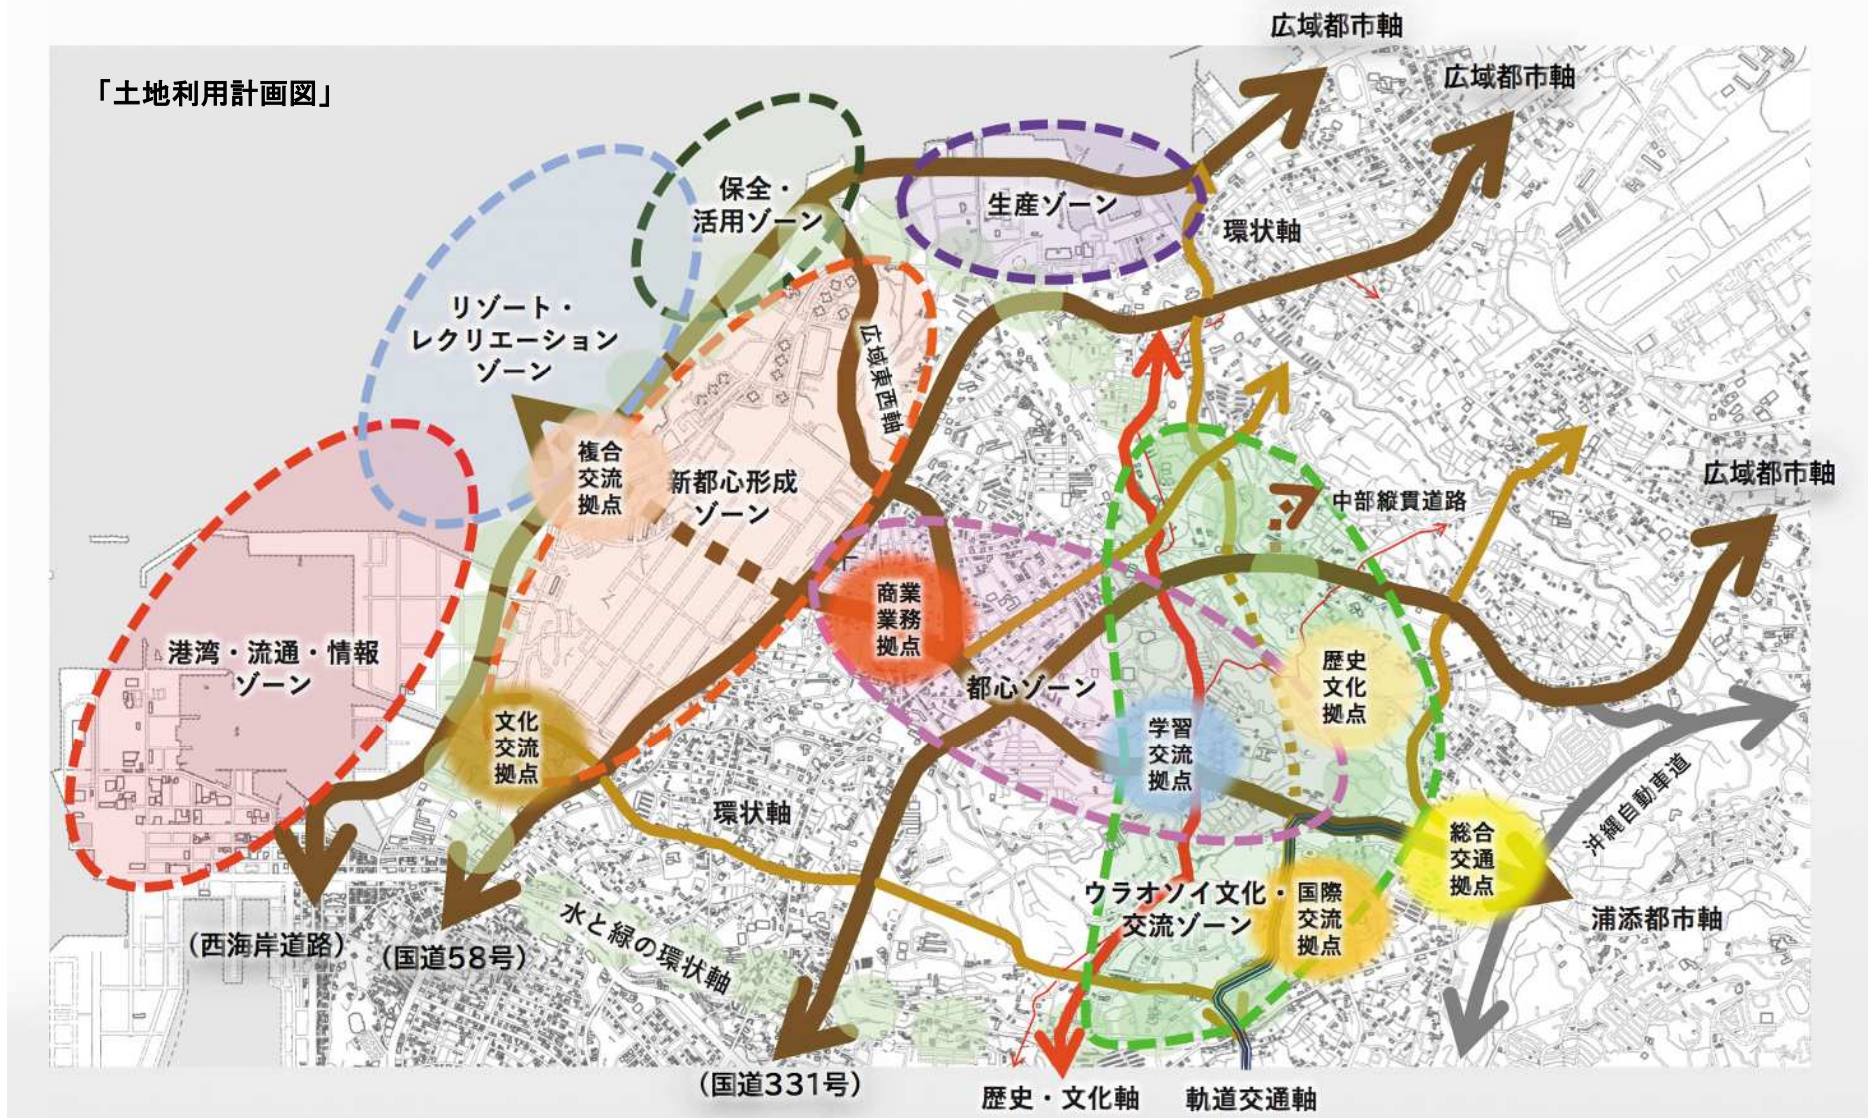 広域都市軸
広域都市軸
「土地利用計画図」
保全・
活用ゾーン
生産ゾーン
環状軸
リゾート・
レクリエーション
ゾーン
広域東西軸
複合
交流
拠点
新都心形成
ゾーン
中部縦貫道路
広域都市軸
商業
業務
拠点
港湾・流通・情報
ゾーン
都心ゾーン
歴史
文化
拠点
文化
交流
拠点
学習
交流
拠点
環状軸
沖縄自動車道
総合
交通
拠点
ウラオソイ文化・
交流ゾーン
国際
交流
拠点
浦添都市軸
水と緑の環状軸
（西海岸道路）
（国道58号）
（国道331号）
歴史・文化軸
軌道交通軸